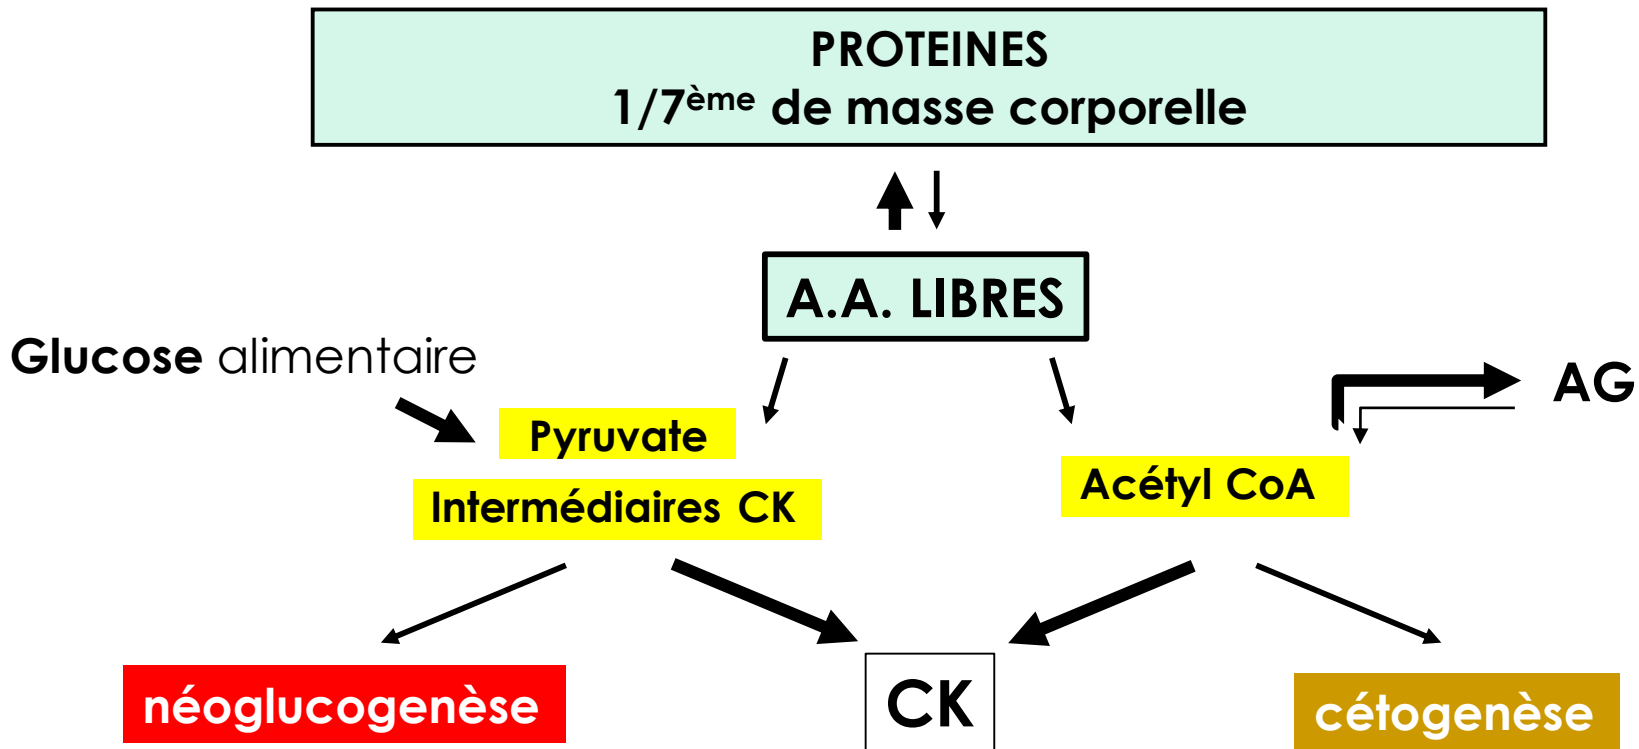 PROTEINES
1/7ème de masse corporelle
A.A. LIBRES
Glucose alimentaire
AG
Pyruvate
Acétyl CoA
Intermédiaires CK
néoglucogenèse
CK
cétogenèse